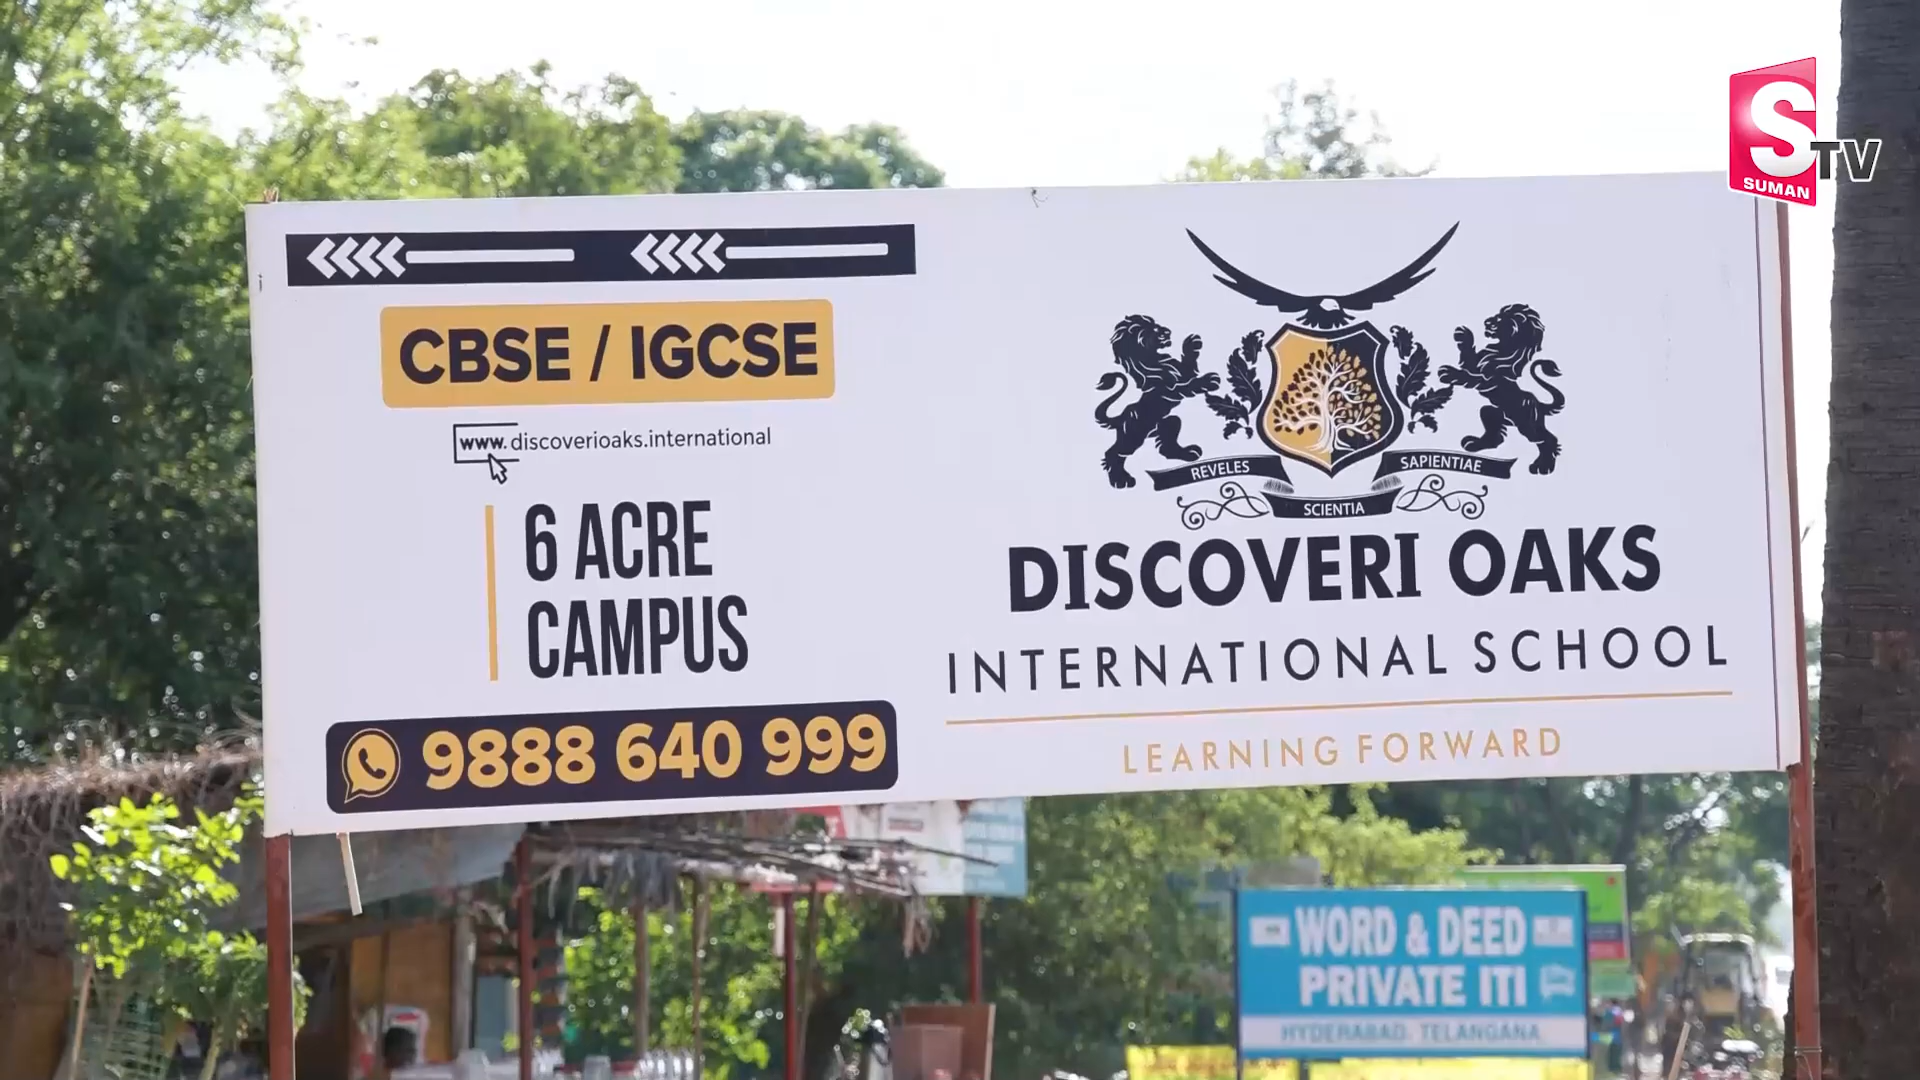 CBSE / IGCSE
www.discoverioaks.international
6 ACRE
CAMPUS
9888 640 999
REVELES
SAPIENTIAE
SCIENTIA
DISCOVERI OAKS
INTERNATIONAL SCHOOL
LEARNING FORWARD
S TV
SUMAN
WORD & DEED
PRIVATE ITI
HYDERABAD. TELANGANA